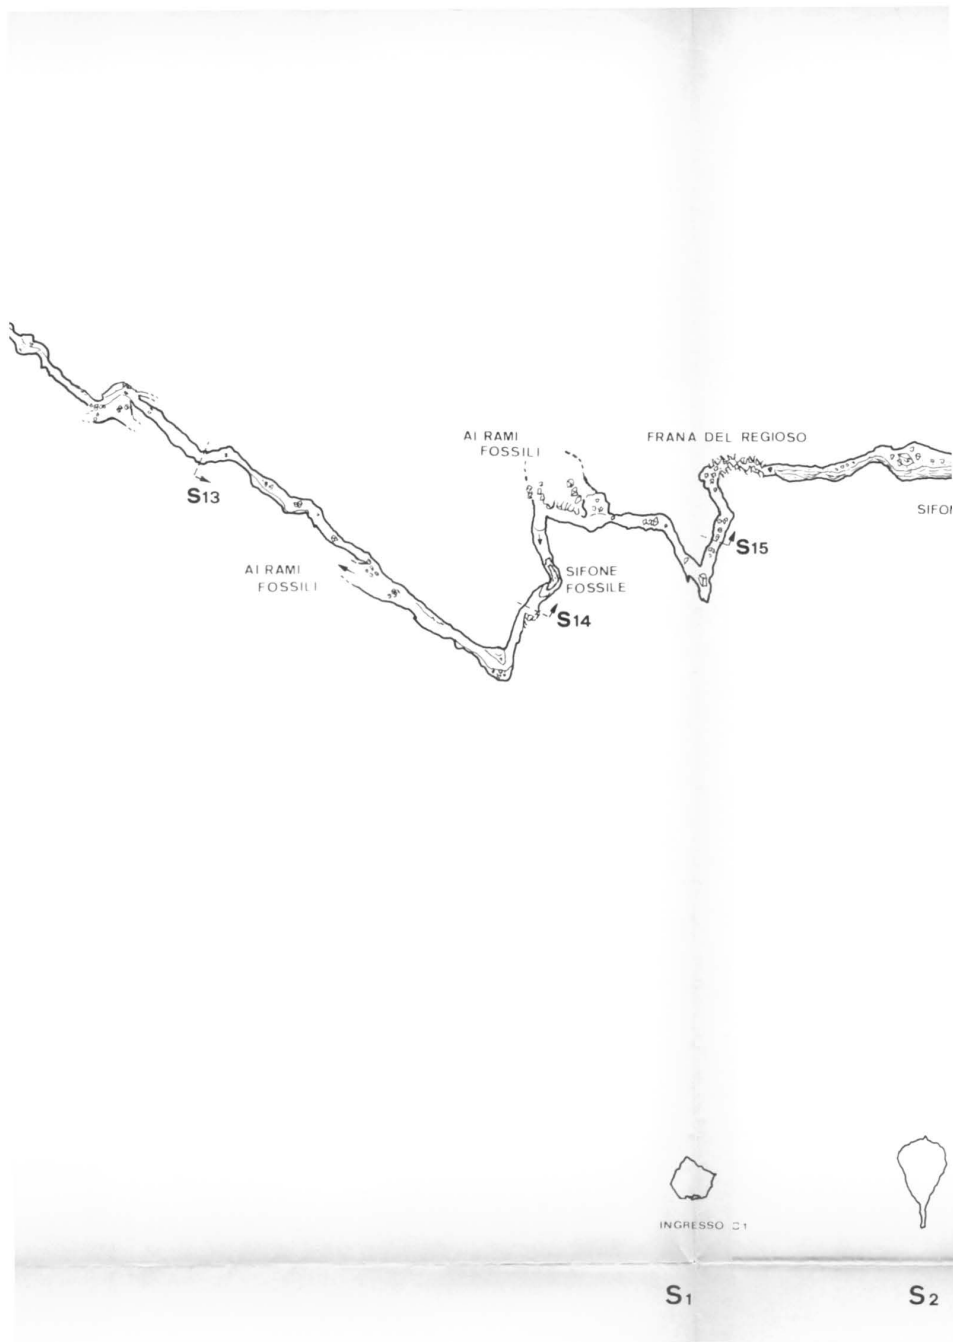 AI RAMI
FOSSILI
FRANA DEL REGIOSO
S13
S15
AI RAMI
FOSSILI
SIFONE
FOSSILE
S14
INGRESSO
S1
S2